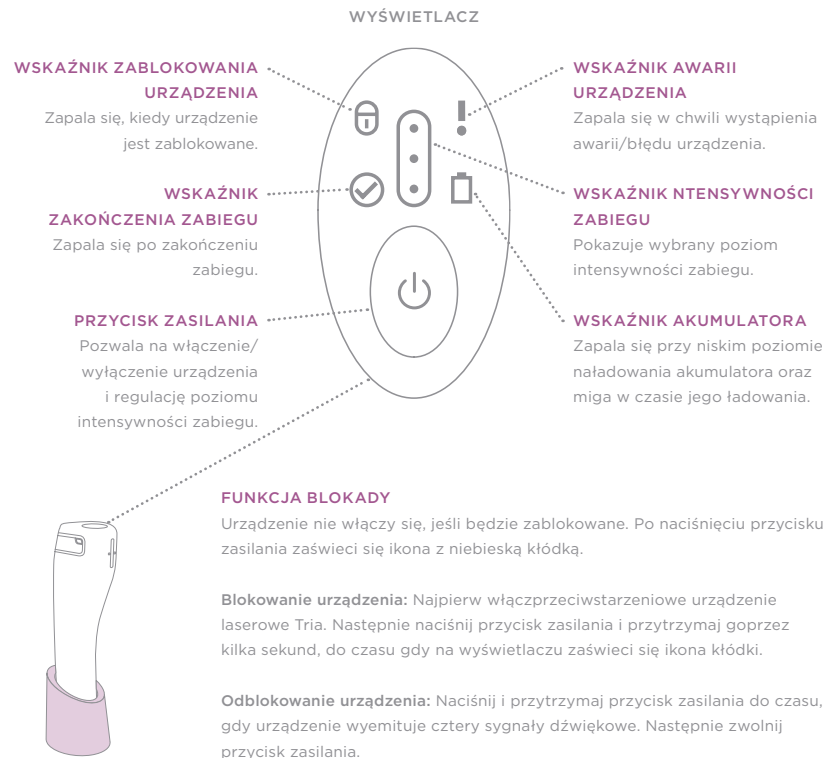 WYŚWIETLACZ
WSKAŹNIK ZABLOKOWANIA
URZĄDZENIA
Zapala się, kiedy urządzenie
jest zablokowane.
WSKAŹNIK
ZAKOŃCZENIA ZABIEGU
Zapala się po zakończeniu
zabiegu.
PRZYCISK ZASILANIA
Pozwala na włączenie/
wyłączenie urządzenia
i regulację poziomu
intensywności zabiegu.
WSKAŹNIK AWARII
URZĄDZENIA
Zapala się w chwili wystąpienia
awarii/błędu urządzenia.
WSKAŹNIK NTENSYWNOŚCI
ZABIEGU
Pokazuje wybrany poziom
intensywności zabiegu.
WSKAŹNIK AKUMULATORA
Zapala się przy niskim poziomie
naładowania akumulatora oraz
miga w czasie jego ładowania.
FUNKCJA BLOKADY
Urządzenie nie włączy się, jeśli będzie zablokowane. Po naciśnięciu przycisku
zasilania zaświeci się ikona z niebieską kłódką.
Blokowanie urządzenia: Najpierw włączprzeciwstarzeniowe urządzenie
laserowe Tria. Następnie naciśnij przycisk zasilania i przytrzymaj goprzez
kilka sekund, do czasu gdy na wyświetlaczu zaświeci się ikona kłódki.
Odblokowanie urządzenia: Naciśnij i przytrzymaj przycisk zasilania do czasu,
gdy urządzenie wyemituje cztery sygnały dźwiękowe. Następnie zwolnij
przycisk zasilania.